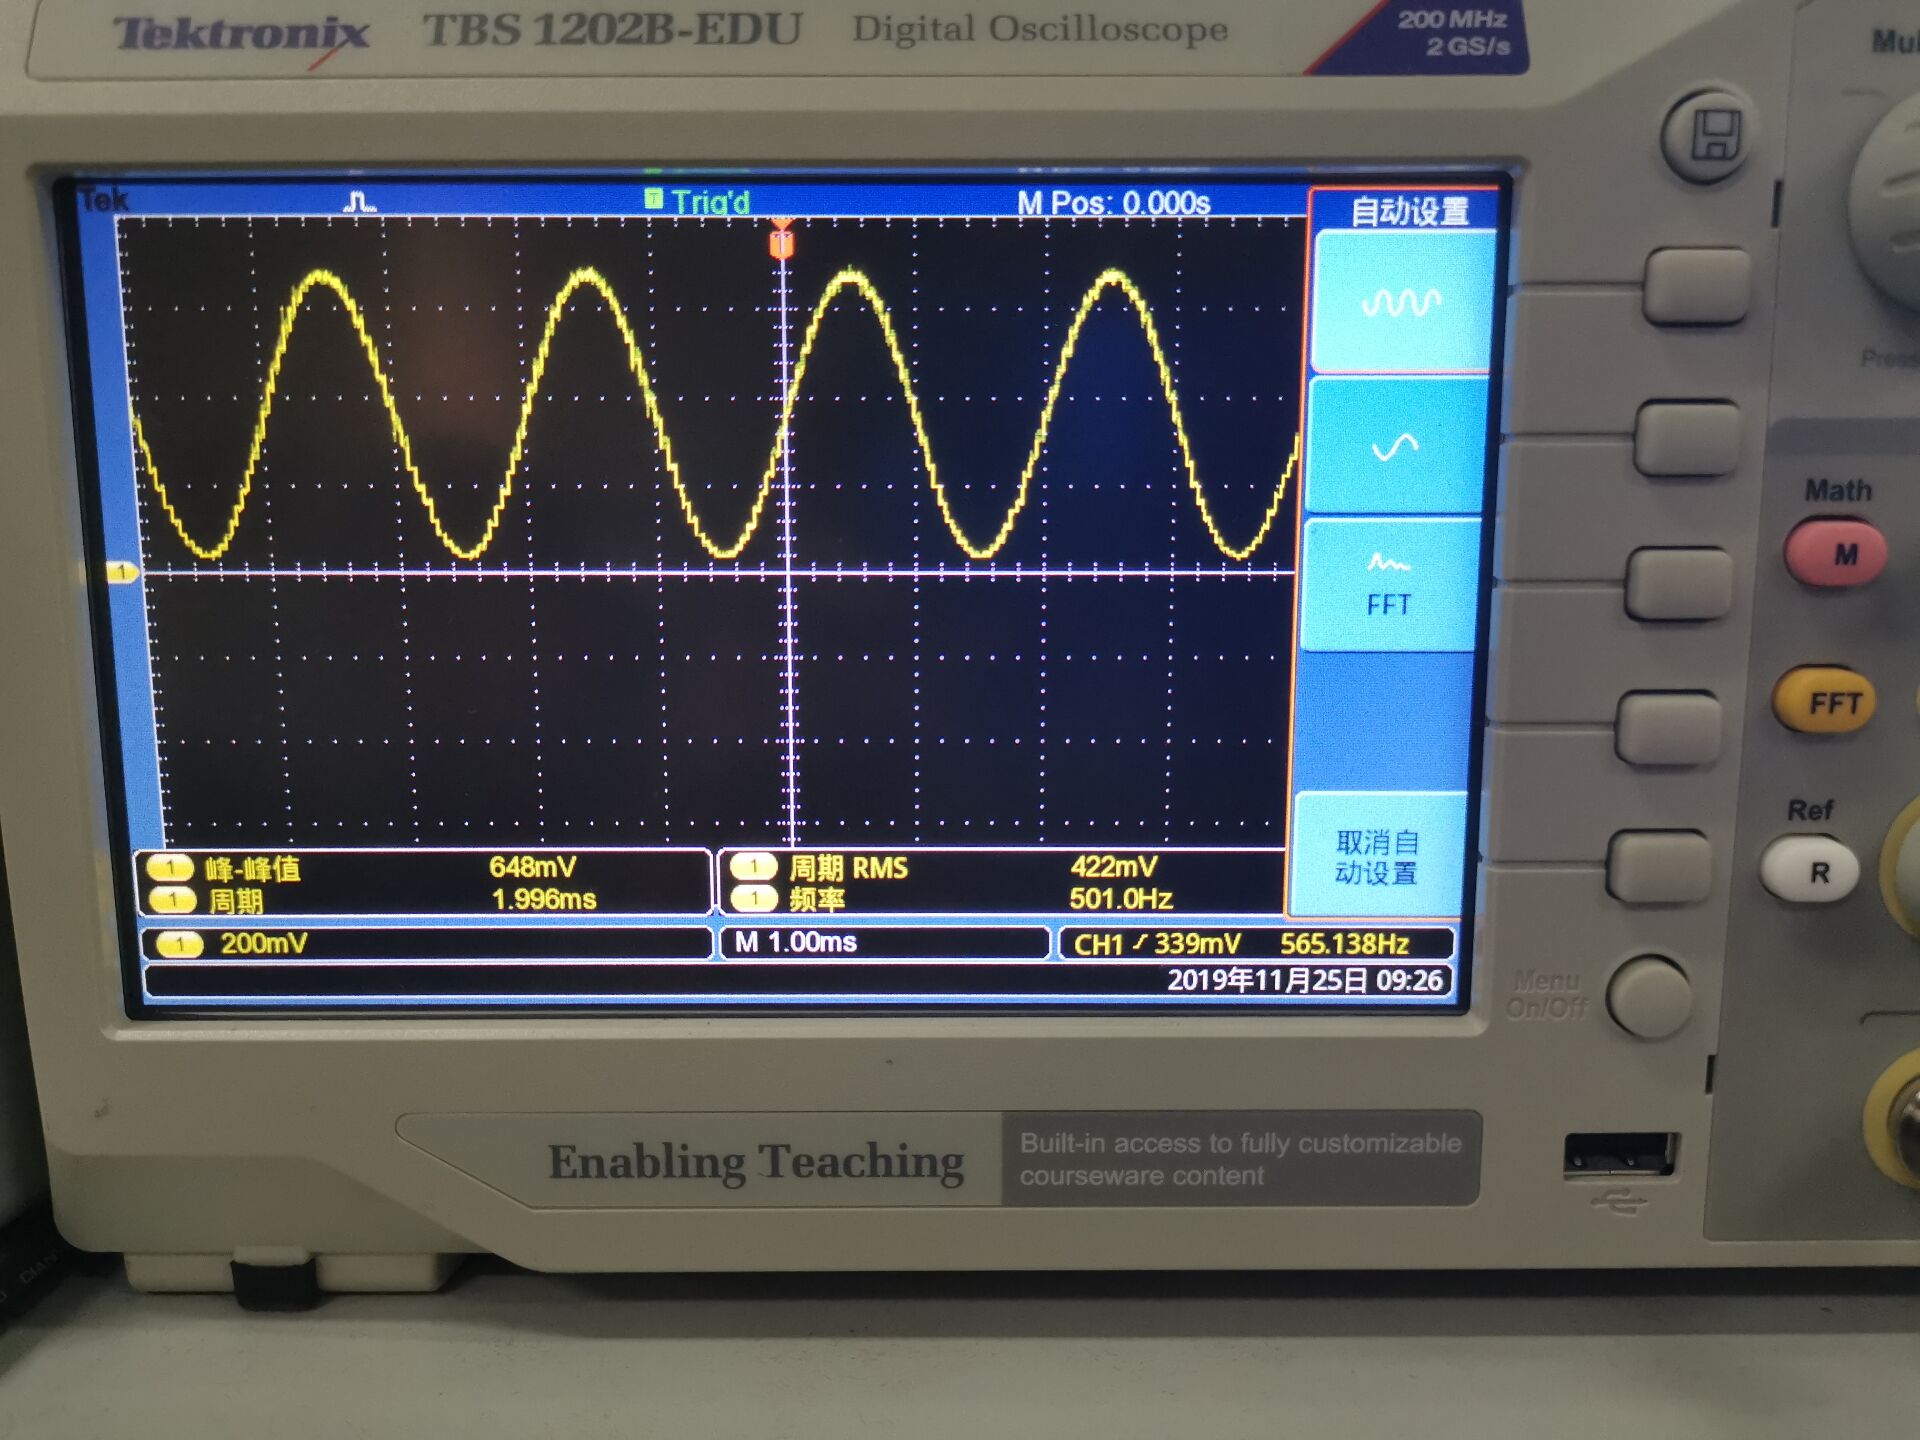 Tektronix TBS 1202B-EDU Digital Oscilloscope
200 MHz
2 GS/s
Tek Trig'd M Pos: 0.000s
自动设置
FFT
取消自
动设置
1 峰-峰值 648mV
1 周期 1.996ms
1 周期 RMS 422mV
1 频率 501.0Hz
1 200mV
M 1.00ms
CH1 339mV 565.138Hz
2019年11月25日 09:26
1
T
Math
M
FFT
Ref
R
Menu
On/Off
Enabling Teaching
Built-in access to fully customizable
courseware content